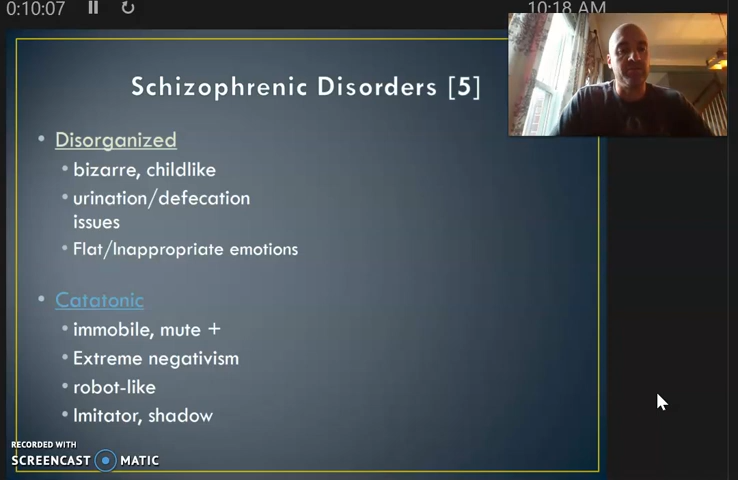 0:10:07
10:18 AM
Schizophrenic Disorders [5]
• Disorganized
• bizarre, childlike
• urination/defecation
issues
• Flat/Inappropriate emotions
• Catatonic
• immobile, mute +
• Extreme negativism
• robot-like
• Imitator, shadow
RECORDED WITH
SCREENCAST MATIC